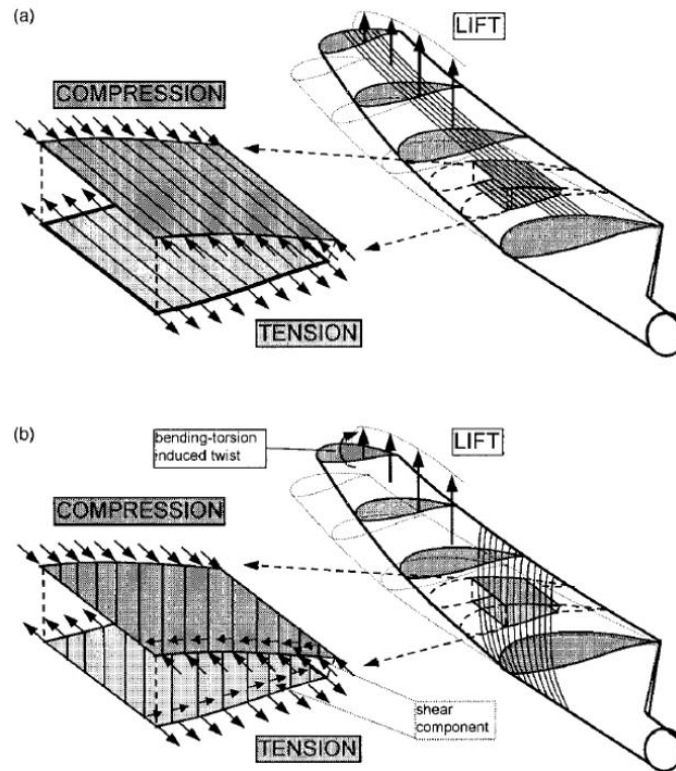 (a)
LIFT
COMPRESSION
TENSION
(b)
bending-torsion
induced twist
LIFT
COMPRESSION
shear
component
TENSION